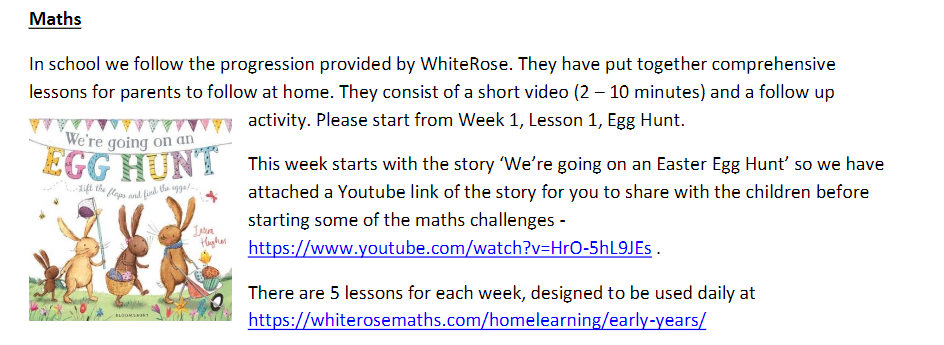 Maths
In school we follow the progression provided by WhiteRose. They have put together comprehensive
lessons for parents to follow at home. They consist of a short video (2 – 10 minutes) and a follow up
activity. Please start from Week 1, Lesson 1, Egg Hunt.
We're going on an
EGG HUNT
Lift the flaps and find the eggs!
Laura
Hughes
BLOOMSBURY
This week starts with the story ‘We’re going on an Easter Egg Hunt’ so we have
attached a Youtube link of the story for you to share with the children before
starting some of the maths challenges -
https://www.youtube.com/watch?v=HrO-5hL9JEs .
There are 5 lessons for each week, designed to be used daily at
https://whiterosemaths.com/homelearning/early-years/